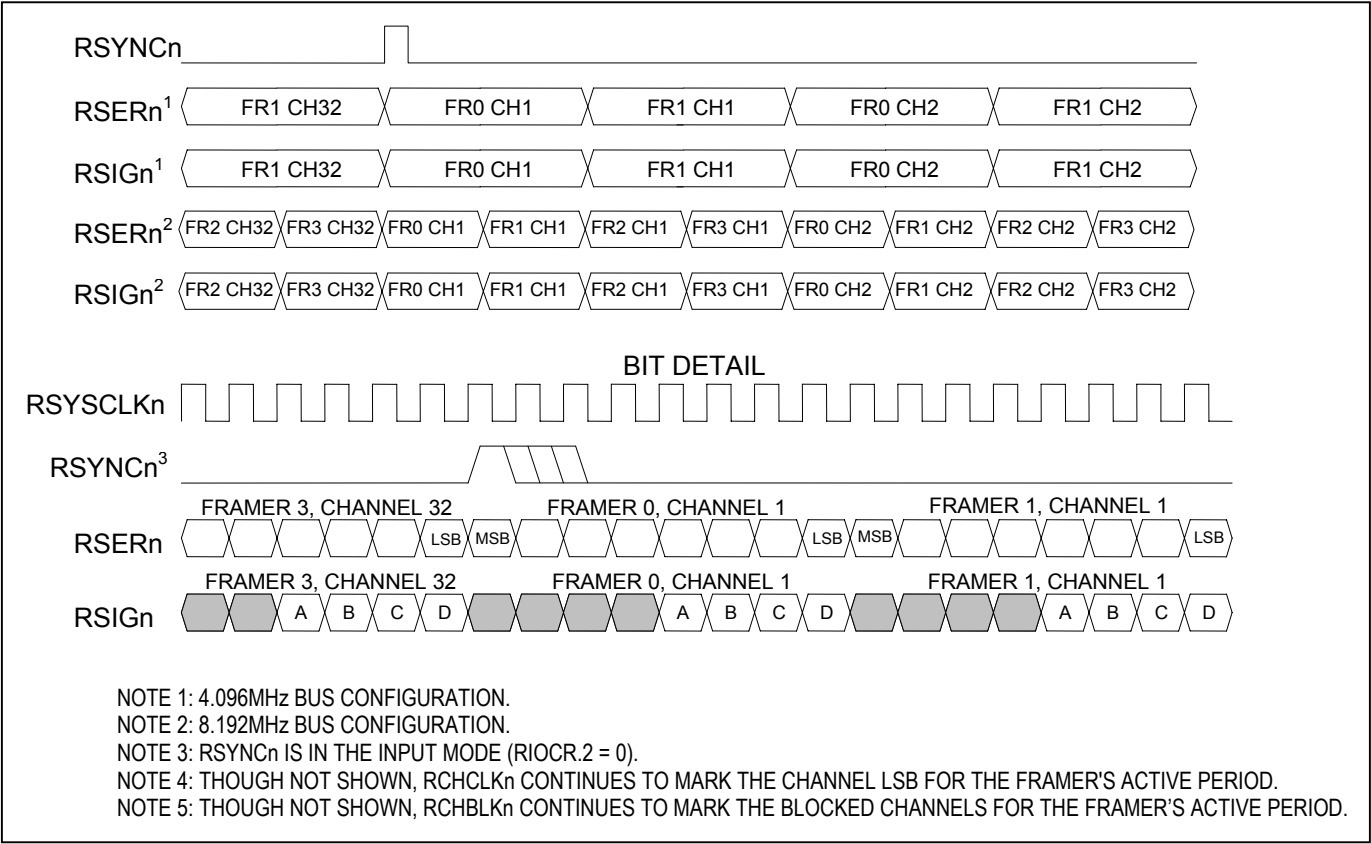 RSYNCn
RSERn1 FR1 CH32 FR0 CH1 FR1 CH1 FR0 CH2 FR1 CH2
RSIGn1 FR1 CH32 FR0 CH1 FR1 CH1 FR0 CH2 FR1 CH2
RSERn2 FR2 CH32 FR3 CH32 FR0 CH1 FR1 CH1 FR2 CH1 FR3 CH1 FR0 CH2 FR1 CH2 FR2 CH2 FR3 CH2
RSIGn2 FR2 CH32 FR3 CH32 FR0 CH1 FR1 CH1 FR2 CH1 FR3 CH1 FR0 CH2 FR1 CH2 FR2 CH2 FR3 CH2
BIT DETAIL
RSYSCLKn
RSYNCn3
FRAMER 3, CHANNEL 32 FRAMER 0, CHANNEL 1 FRAMER 1, CHANNEL 1
RSERn LSB MSB LSB MSB LSB
FRAMER 3, CHANNEL 32 FRAMER 0, CHANNEL 1 FRAMER 1, CHANNEL 1
RSIGn A B C D A B C D A B C D
NOTE 1: 4.096MHz BUS CONFIGURATION.
NOTE 2: 8.192MHz BUS CONFIGURATION.
NOTE 3: RSYNCn IS IN THE INPUT MODE (RIOCR.2 = 0).
NOTE 4: THOUGH NOT SHOWN, RCHCLKn CONTINUES TO MARK THE CHANNEL LSB FOR THE FRAMER'S ACTIVE PERIOD.
NOTE 5: THOUGH NOT SHOWN, RCHBLKn CONTINUES TO MARK THE BLOCKED CHANNELS FOR THE FRAMER’S ACTIVE PERIOD.